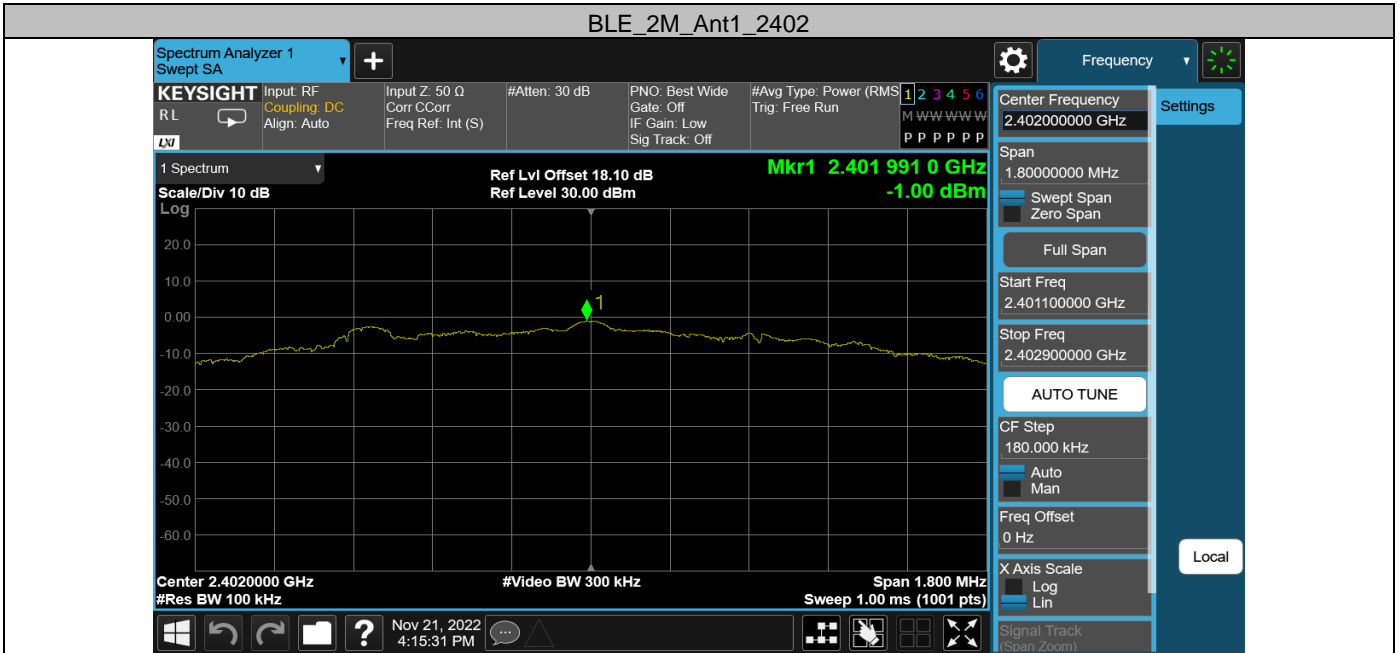 BLE_2M_Ant1_2402
Spectrum Analyzer 1
Swept SA
Frequency
KEYSIGHT
RL
LXI
Input: RF
Coupling: DC
Align: Auto
Input Z: 50 Ω
Corr CCorr
Freq Ref: Int (S)
#Atten: 30 dB
PNO: Best Wide
Gate: Off
IF Gain: Low
Sig Track: Off
#Avg Type: Power (RMS
Trig: Free Run
1 2 3 4 5 6
M W W W W W
P P P P P P
1 Spectrum
Scale/Div 10 dB
Ref Lvl Offset 18.10 dB
Ref Level 30.00 dBm
Mkr1 2.401 991 0 GHz
-1.00 dBm
Log
20.0
10.0
0.00
-10.0
-20.0
-30.0
-40.0
-50.0
-60.0
1
Center 2.4020000 GHz
#Res BW 100 kHz
#Video BW 300 kHz
Span 1.800 MHz
Sweep 1.00 ms (1001 pts)
Nov 21, 2022
4:15:31 PM
Center Frequency
2.402000000 GHz
Span
1.80000000 MHz
Swept Span
Zero Span
Full Span
Start Freq
2.401100000 GHz
Stop Freq
2.402900000 GHz
AUTO TUNE
CF Step
180.000 kHz
Auto
Man
Freq Offset
0 Hz
X Axis Scale
Log
Lin
Signal Track
(Span Zoom)
Settings
Local